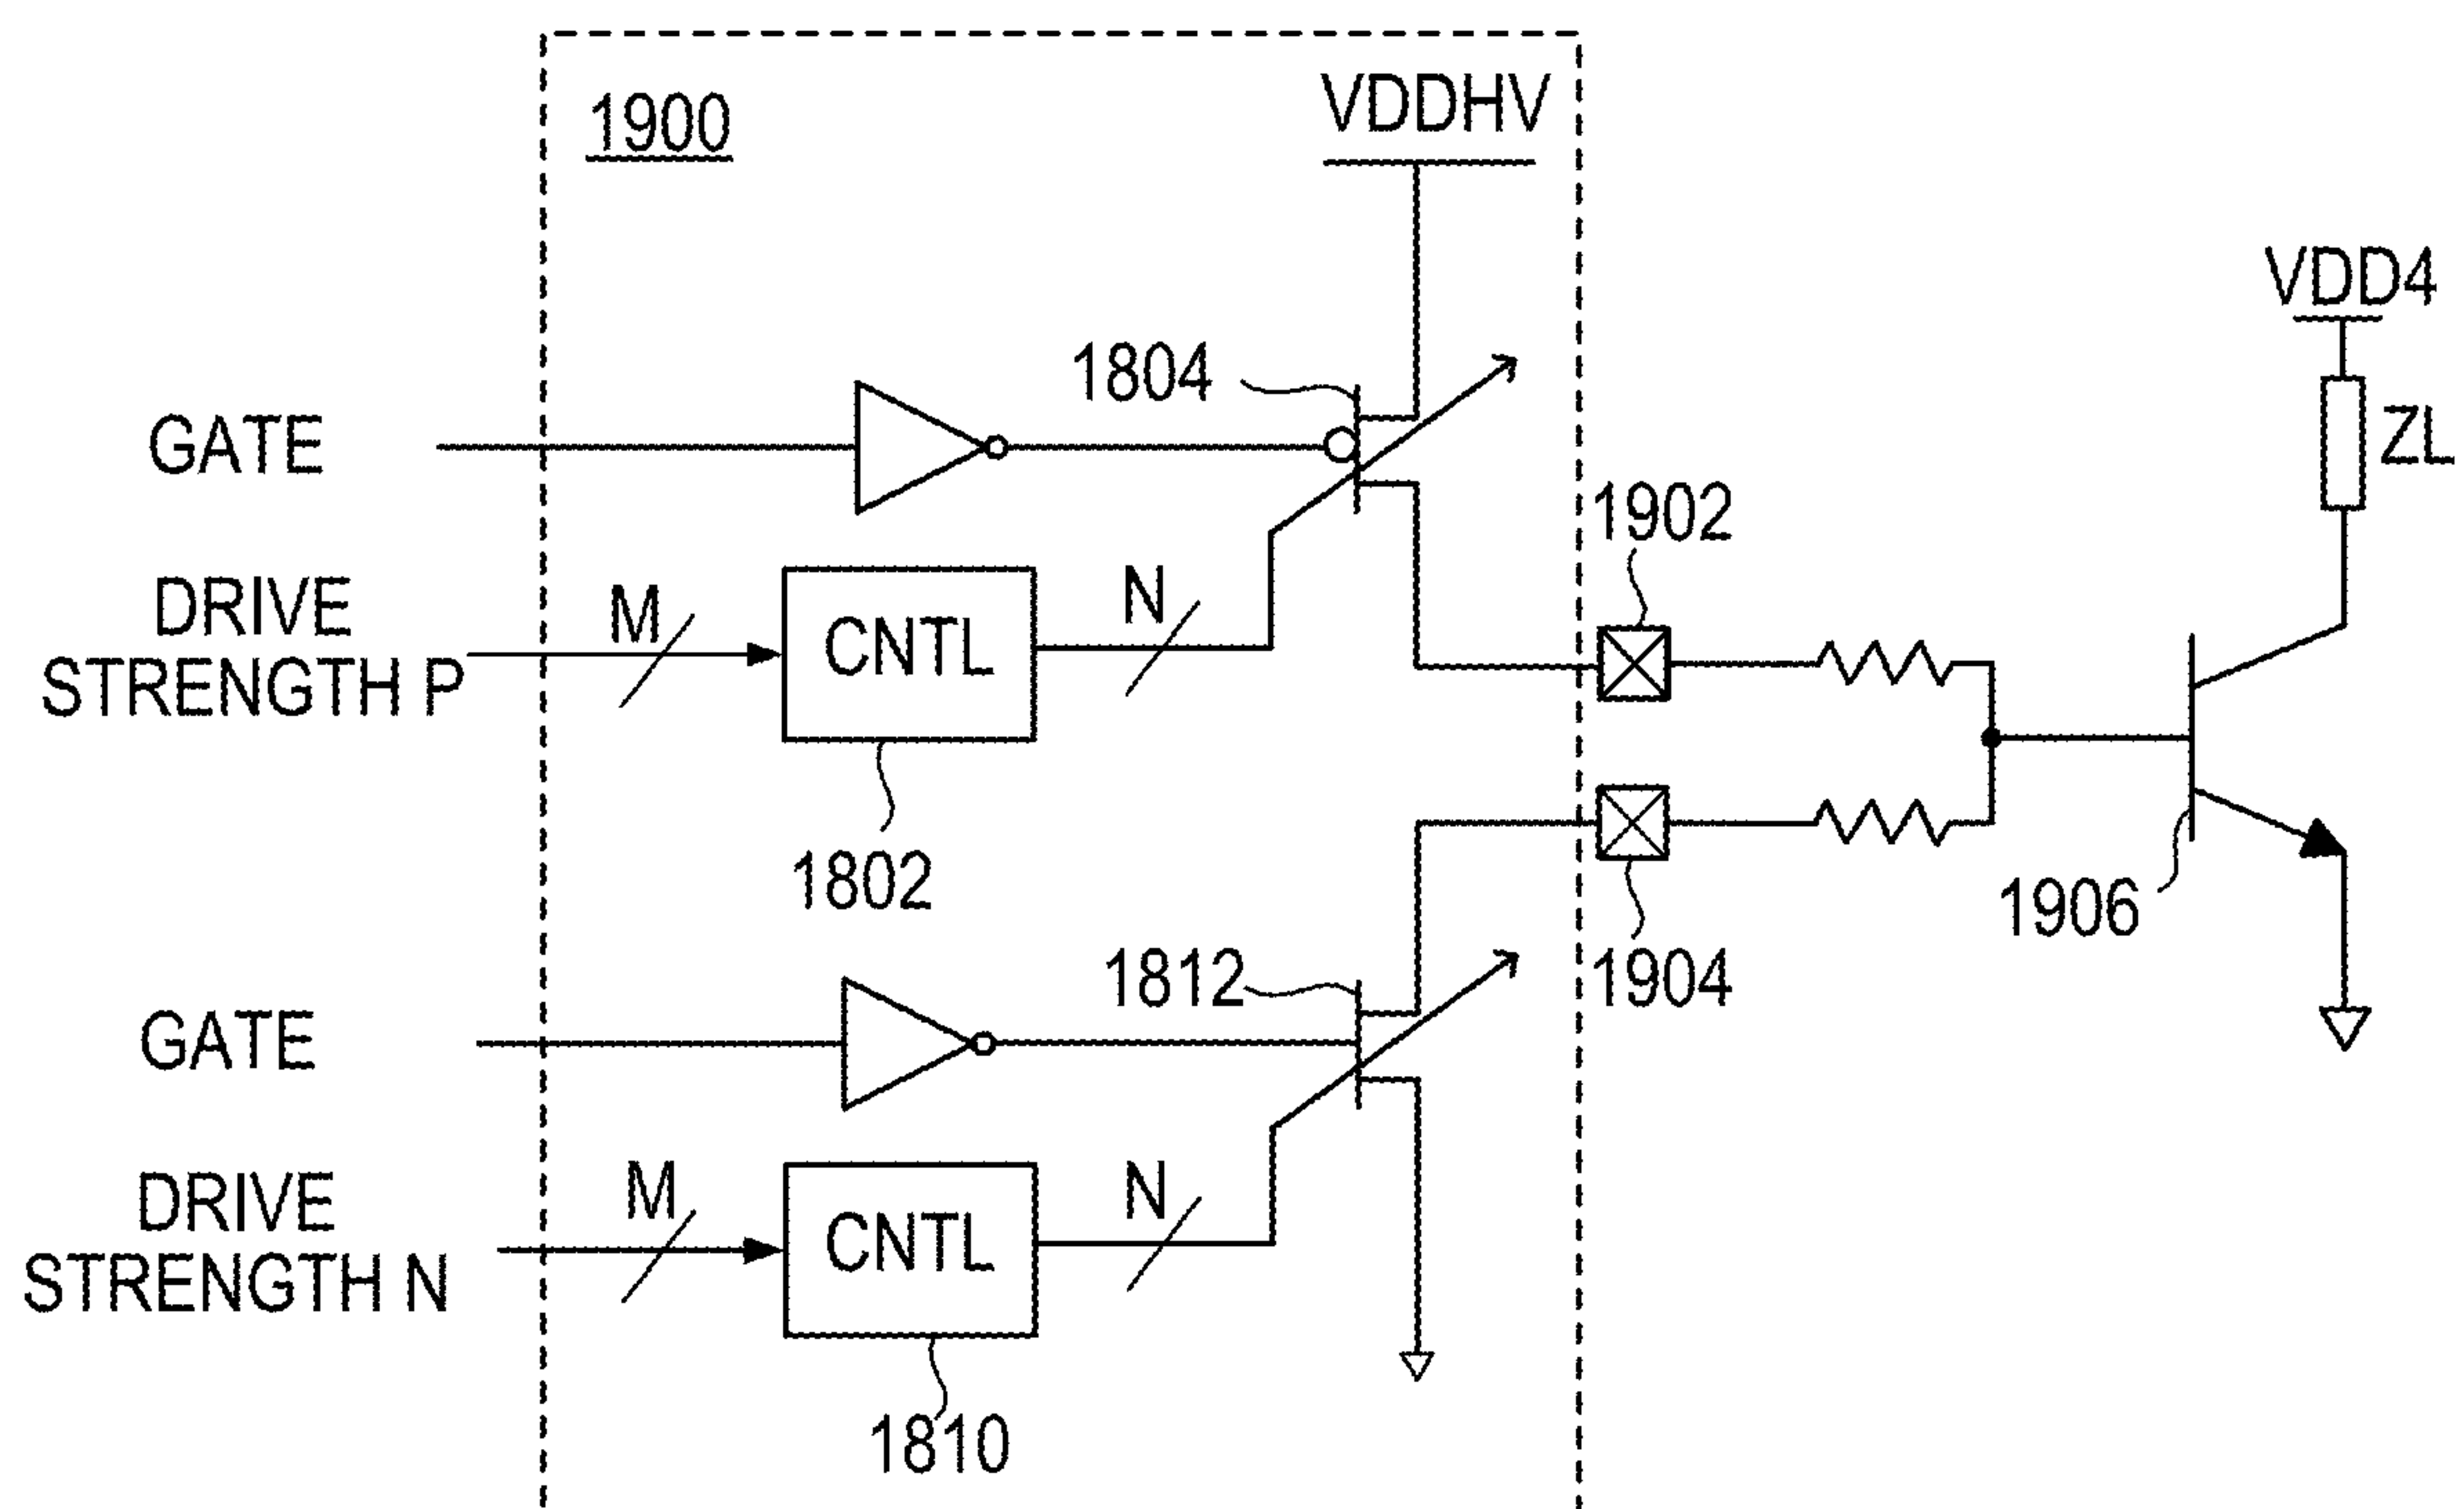 1900
VDDHV
VDD4
1804
GATE
ZL
1902
DRIVE
STRENGTH P
M
CNTL
N
1802
1906
1812
1904
GATE
DRIVE
STRENGTH N
M
CNTL
N
1810